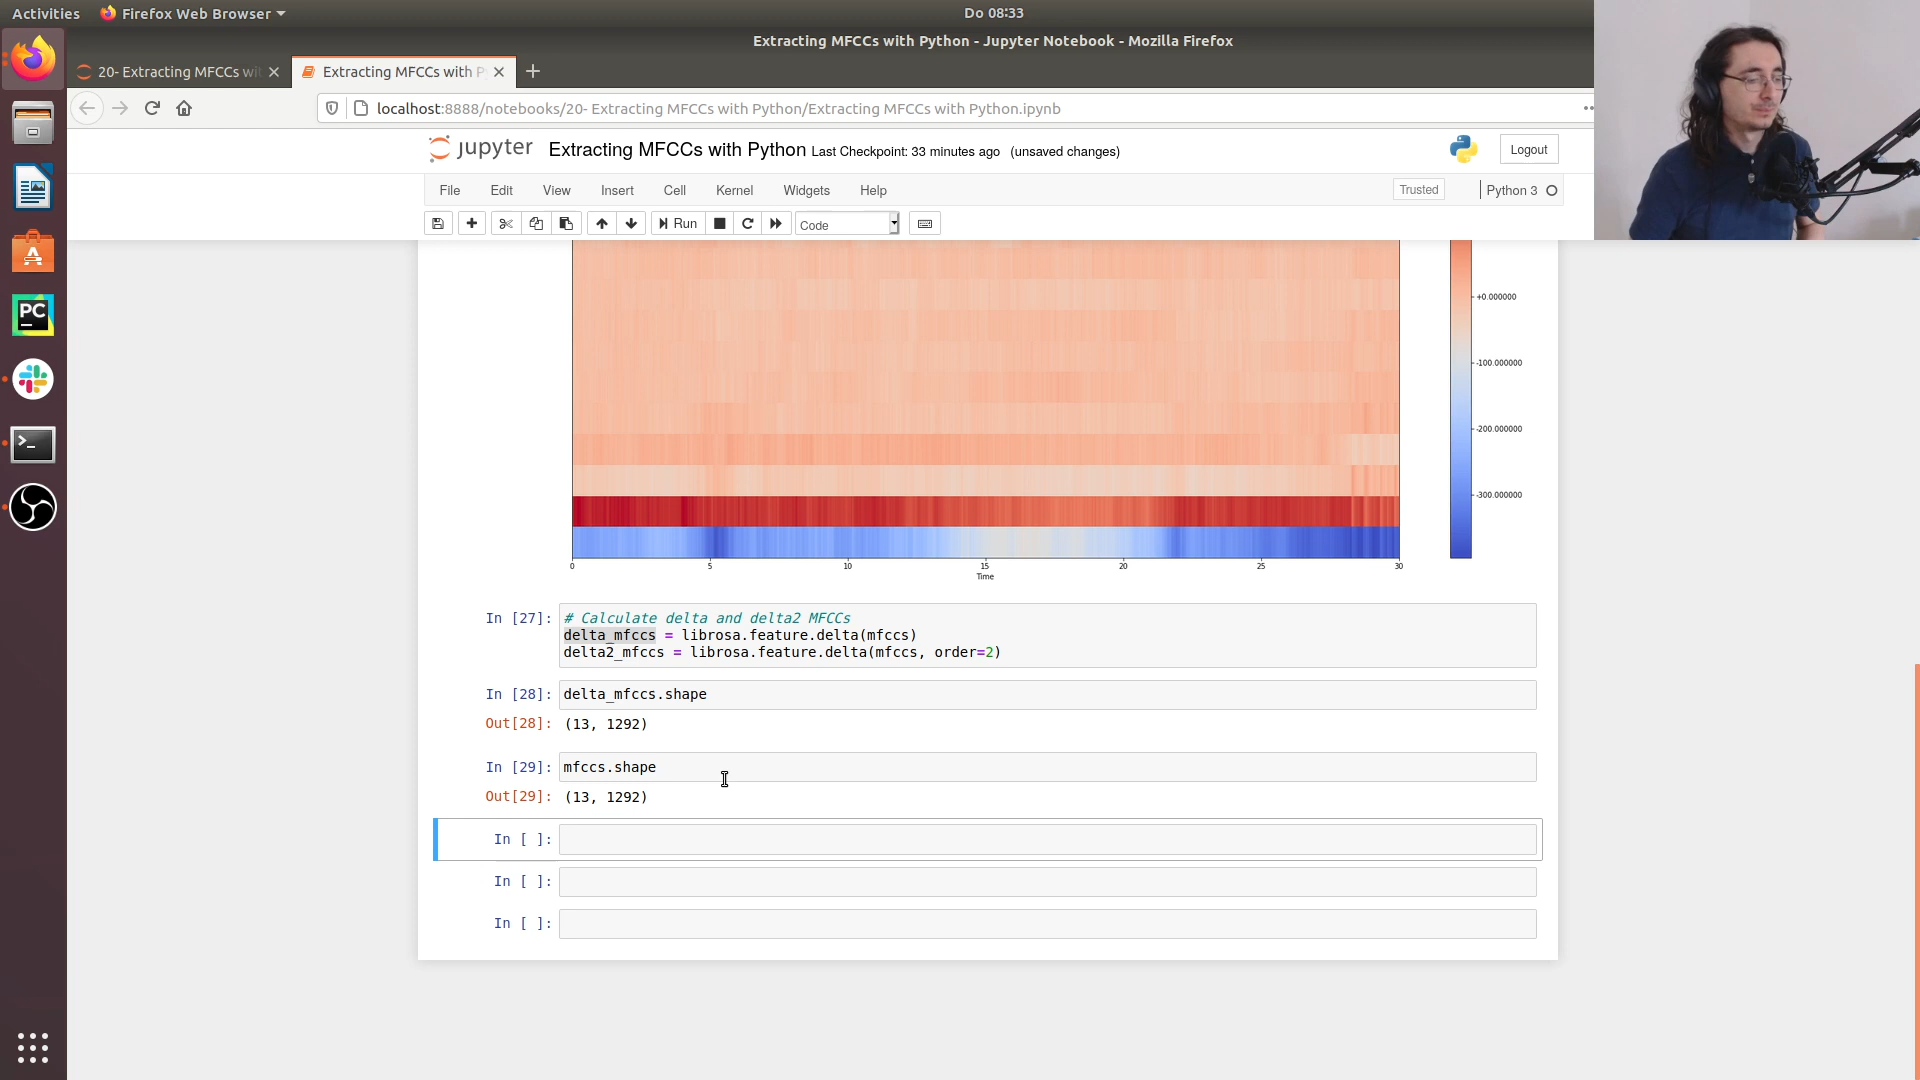 Activities
Firefox Web Browser
Do 08:33
Extracting MFCCs with Python - Jupyter Notebook - Mozilla Firefox
20- Extracting MFCCs wi
Extracting MFCCs with P
localhost:8888/notebooks/20- Extracting MFCCs with Python/Extracting MFCCs with Python.ipynb
jupyter Extracting MFCCs with Python Last Checkpoint: 33 minutes ago (unsaved changes)
Logout
File Edit View Insert Cell Kernel Widgets Help
Trusted
Python 3
Run
Code
+0.000000
-100.000000
-200.000000
-300.000000
0 5 10 15 20 25 30
Time
In [27]: # Calculate delta and delta2 MFCCs
delta_mfccs = librosa.feature.delta(mfccs)
delta2_mfccs = librosa.feature.delta(mfccs, order=2)
In [28]: delta_mfccs.shape
Out[28]: (13, 1292)
In [29]: mfccs.shape
Out[29]: (13, 1292)
In [ ]:
In [ ]:
In [ ]:
PC
A